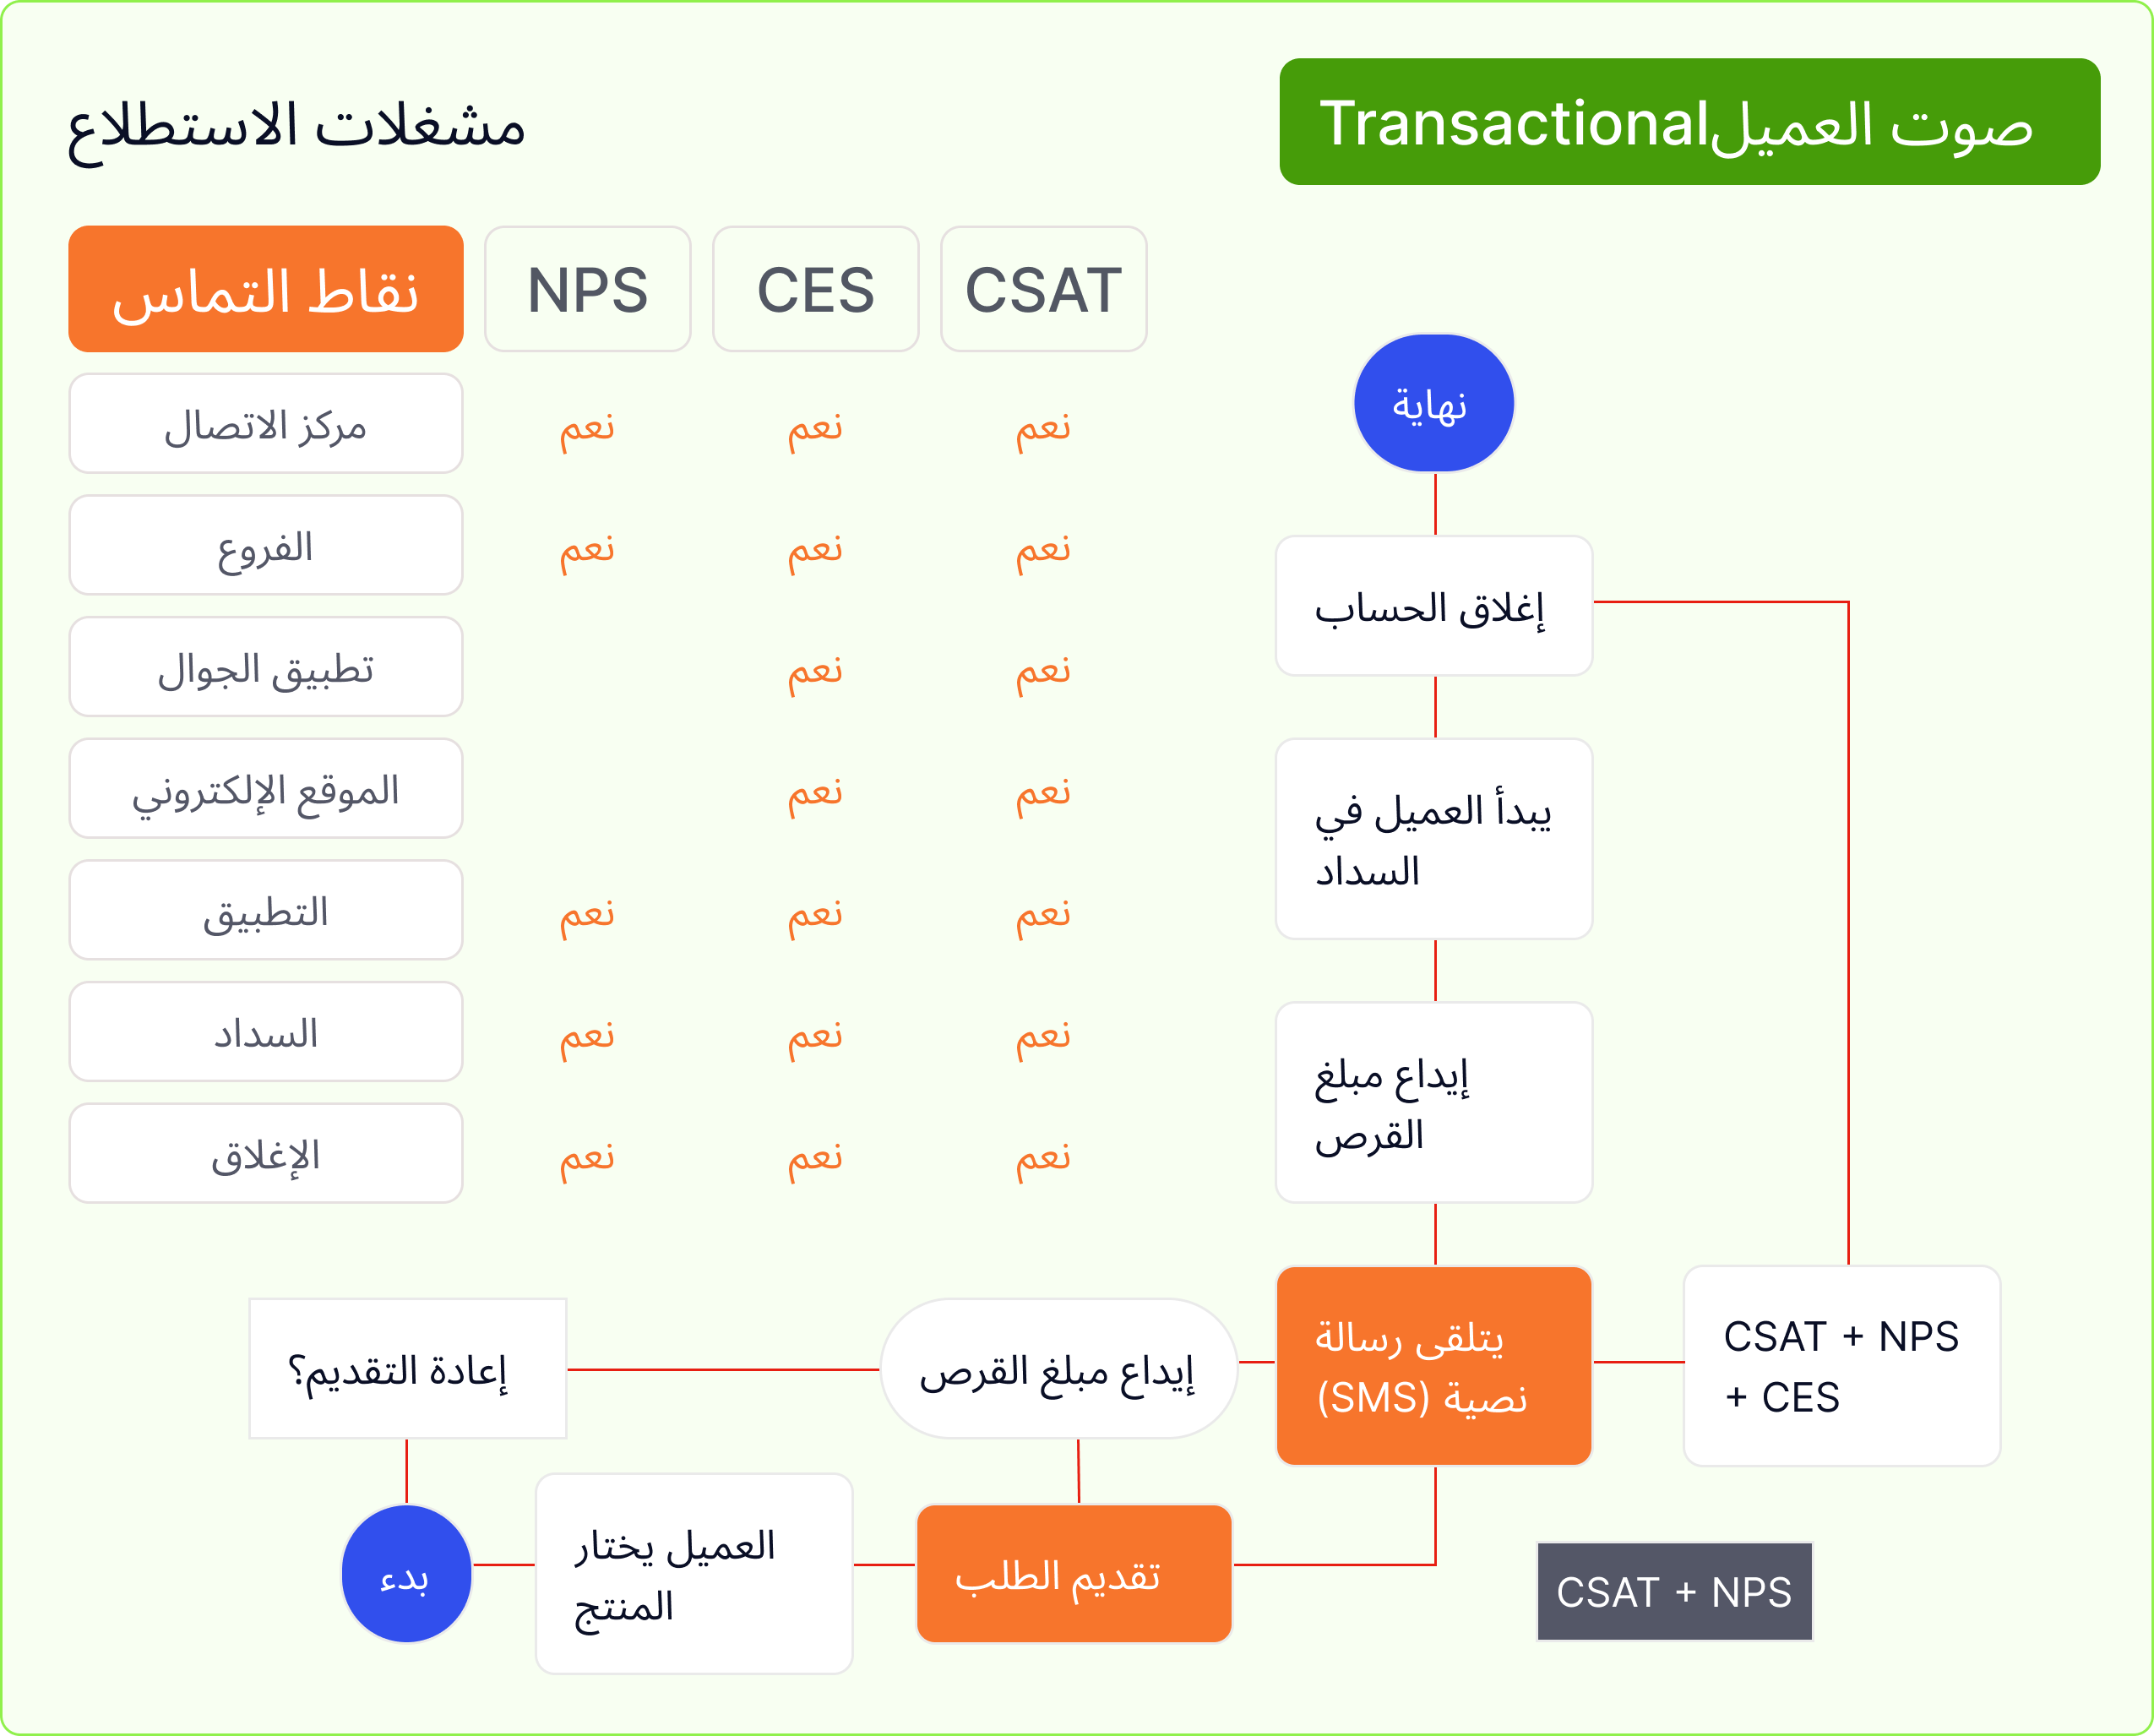 صوت العميل Transactional
مشغلات الاستطلاع
نقاط التماس NPS CES CSAT
مركز الاتصال نعم نعم نعم
الفروع نعم نعم نعم
تطبيق الجوال نعم نعم
الموقع الإلكتروني نعم نعم
التطبيق نعم نعم نعم
السداد نعم نعم نعم
الإغلاق نعم نعم نعم
نهاية
إغلاق الحساب
يبدأ العميل في
السداد
إيداع مبلغ
القرص
يتلقى رسالة
نصية (SMS)
CSAT + NPS
+ CES
إيداع مبلغ القرص
إعادة التقديم؟
بدء
العميل يختار
المنتج
تقديم الطلب
CSAT + NPS